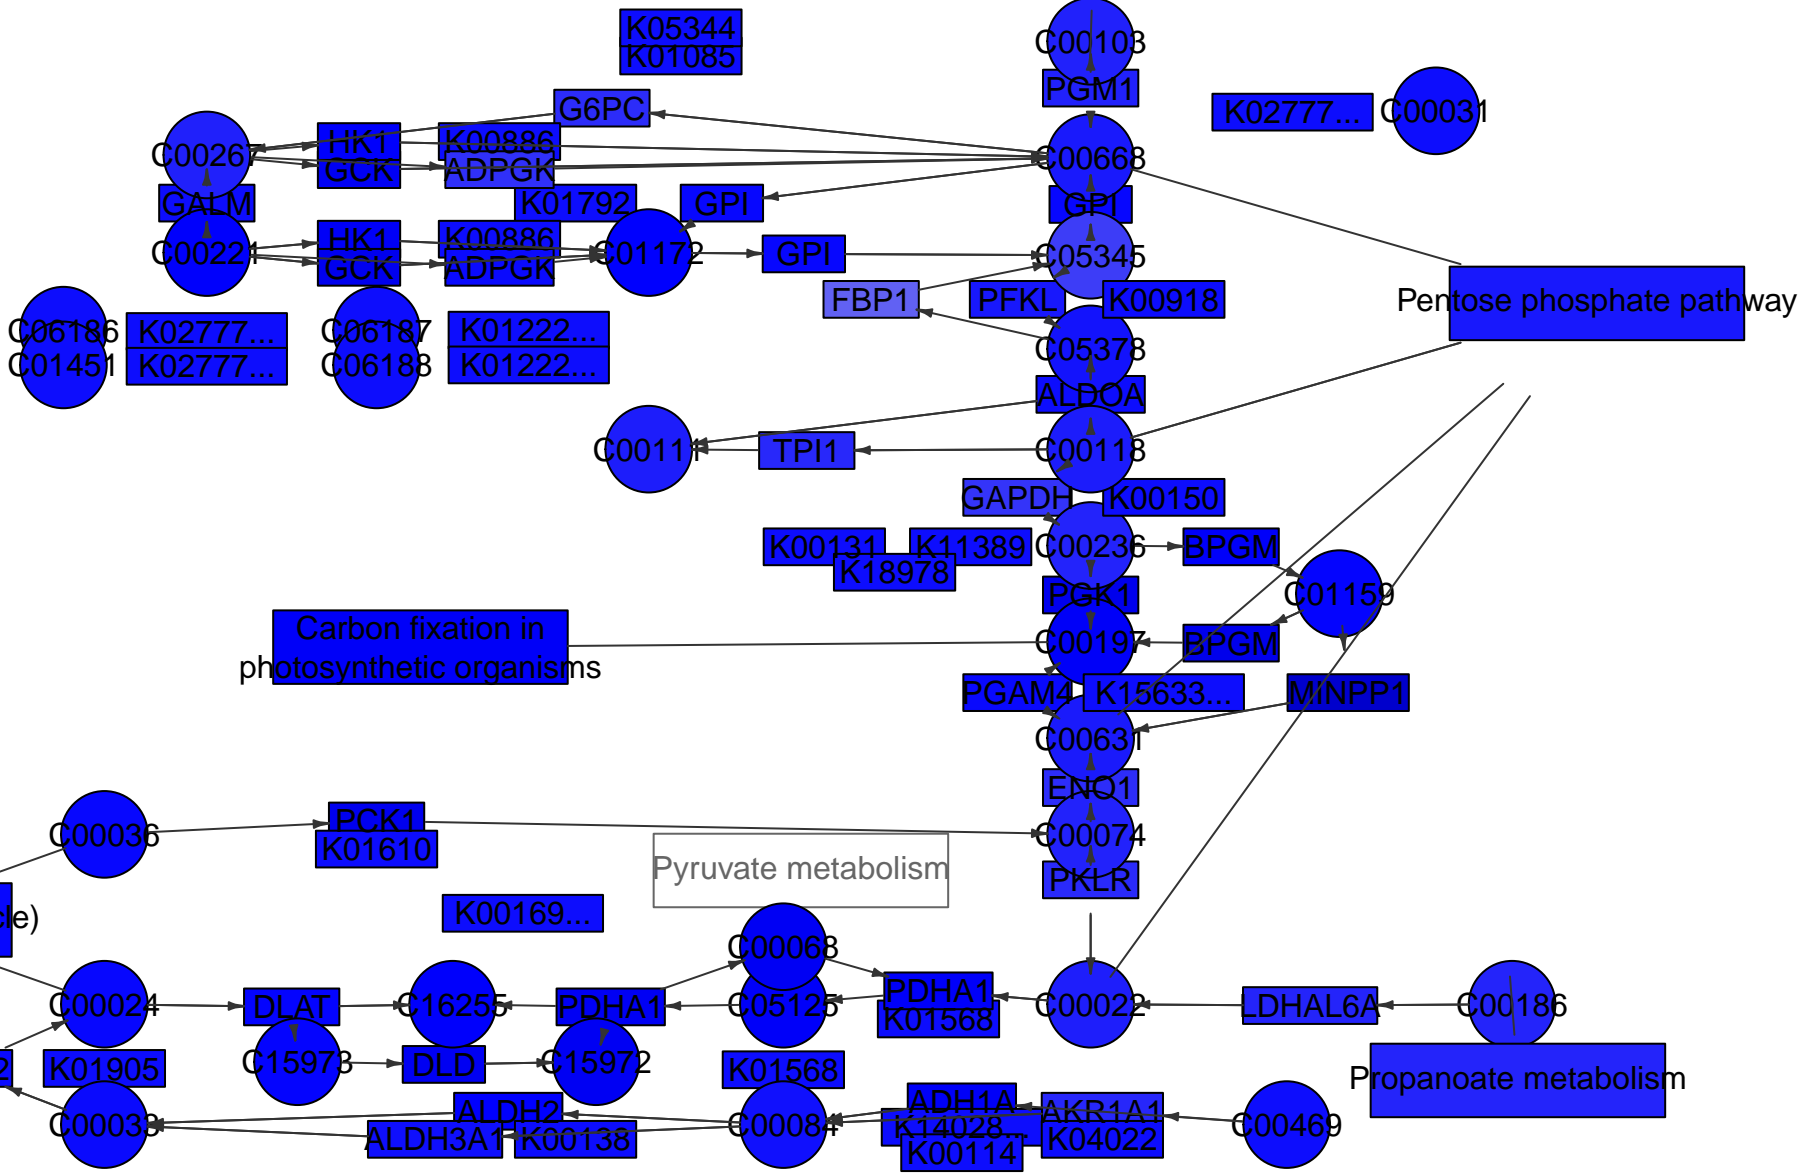 K05344
K01085
C00103
PGM1
K02777...
C00031
G6PC
C00267
HK1
K00886
GCK
ADPGK
C00668
GALM
K01792
GPI
GPI
C00221
HK1
K00886
GCK
ADPGK
C01172
GPI
C05345
FBP1
PFKL
K00918
Pentose phosphate pathway
C06186
K02777...
C06187
K01222...
C01451
K02777...
C06188
K01222...
C05378
ALDOA
C00111
TPI1
C00118
GAPDH
K00150
K00131
K11389
K18978
C00236
BPGM
PGK1
C01159
Carbon fixation in
photosynthetic organisms
C00197
BPGM
PGAM4
K15633...
MINPP1
C00631
ENO1
C00036
PCK1
K01610
C00074
Pyruvate metabolism
PKLR
cle)
K00169...
C00068
C00024
DLAT
C16255
PDHA1
C05125
PDHA1
K01568
C00022
LDHAL6A
C00186
2
K01905
C15973
DLD
C15972
K01568
Propanoate metabolism
C00033
ALDH2
ALDH3A1
K00138
C00084
ADH1A
K14028...
K00114
AKR1A1
K04022
C00469